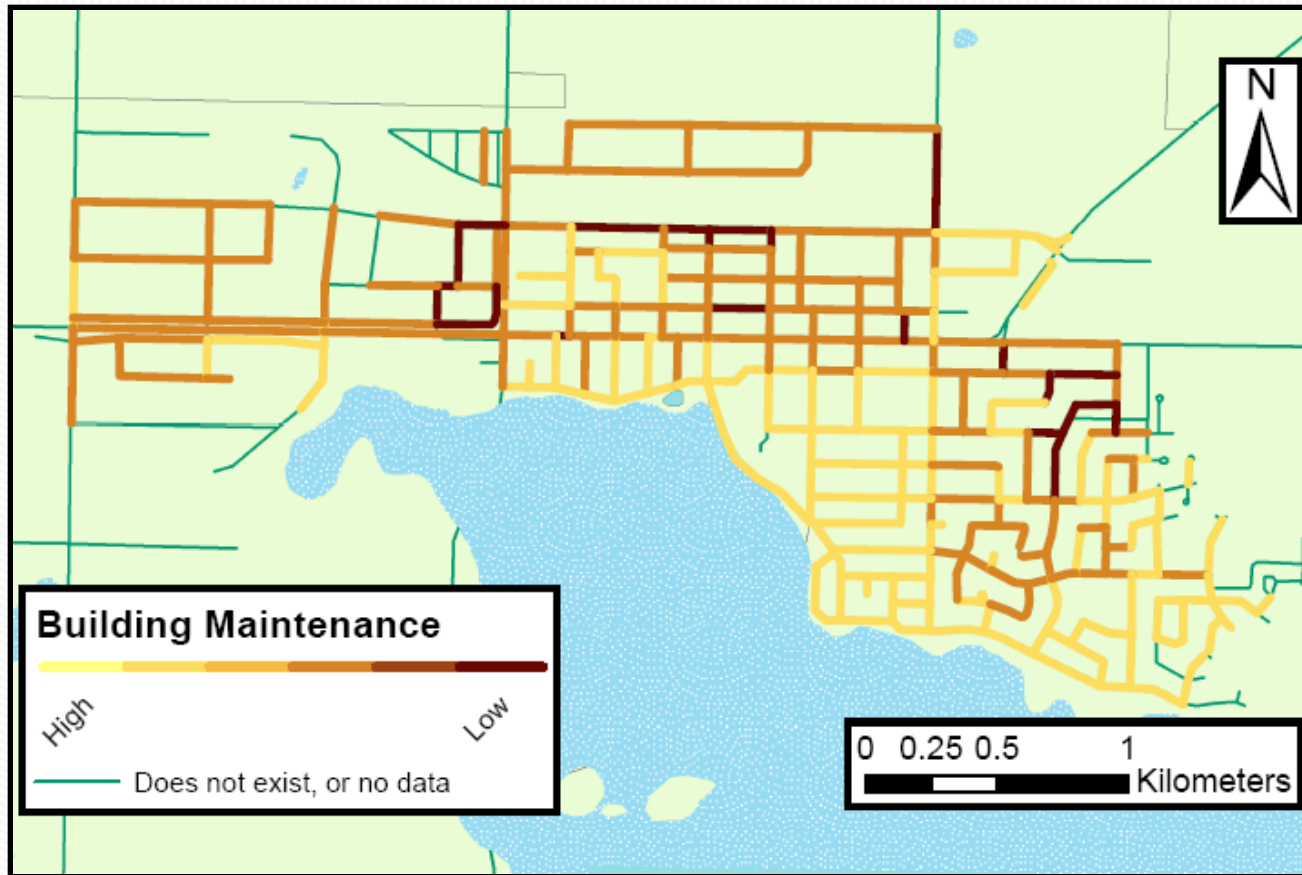 N
Building Maintenance
High
Low
Does not exist, or no data
0 0.25 0.5 1
Kilometers